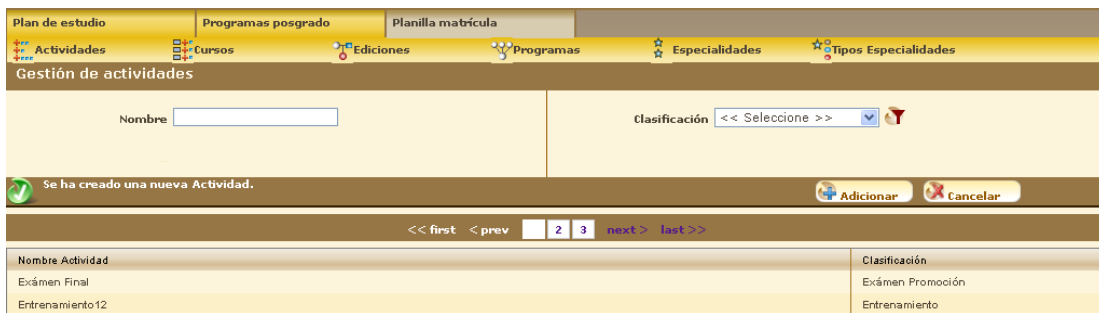 Plan de estudio Programas posgrado Planilla matrícula
Actividades Cursos Ediciones Programas Especialidades Tipos Especialidades
Gestión de actividades
Nombre Clasificación << Seleccione >>
Se ha creado una nueva Actividad. Adicionar Cancelar
<< first < prev 2 3 next > last >>
Nombre Actividad Clasificación
Exámen Final Exámen Promoción
Entrenamiento12 Entrenamiento